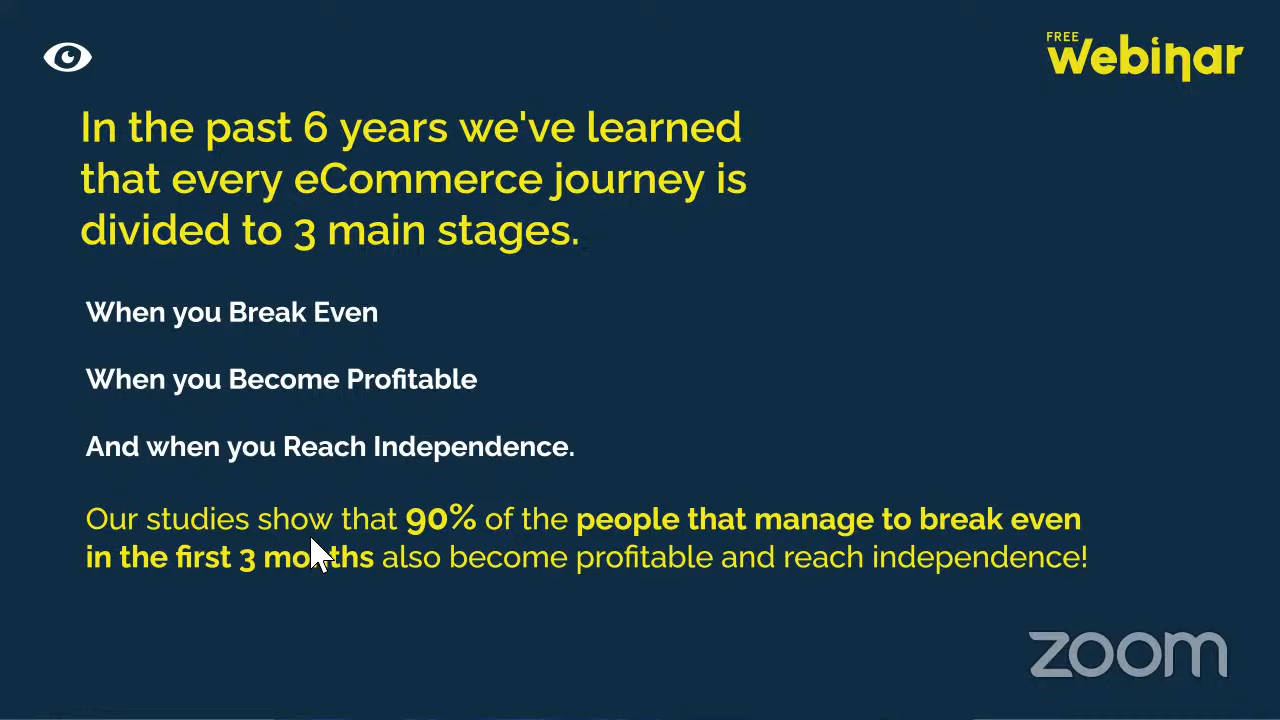 FREE
webinar
In the past 6 years we've learned
that every eCommerce journey is
divided to 3 main stages.
When you Break Even
When you Become Profitable
And when you Reach Independence.
Our studies show that 90% of the people that manage to break even
in the first 3 months also become profitable and reach independence!
zoom